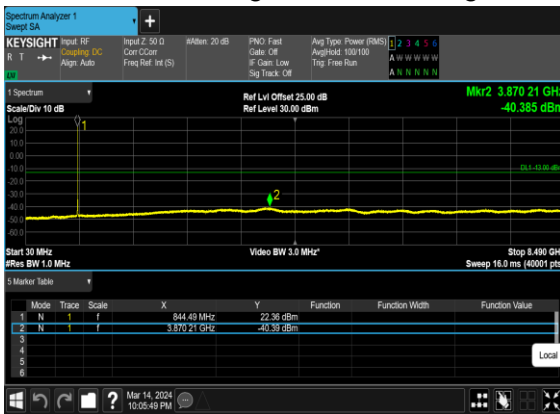 Spectrum Analyzer 1
Swept SA
+
KEYSIGHT Input: RF Input Z: 50 Ω #Atten: 20 dB PNO: Fast Avg Type: Power (RMS) 1 2 3 4 5 6
R T Coupling: DC Corr CCorr Gate: Off Avg|Hold: 100/100 A W W W W W
Align: Auto Freq Ref: Int (S) IF Gain: Low Trig: Free Run
Sig Track: Off A N N N N N
LV
1 Spectrum Ref Lvl Offset 25.00 dB Mkr2 3.870 21 GHz
Scale/Div 10 dB Ref Level 30.00 dBm -40.385 dBm
Log
20.0 1
10.0
0.00
-10.0 DL1 -13.00 dBm
-20.0
-30.0
-40.0 2
-50.0
-60.0
Start 30 MHz Video BW 3.0 MHz* Stop 8.490 GH
#Res BW 1.0 MHz Sweep 16.0 ms (40001 pts
5 Marker Table
Mode Trace Scale X Y Function Function Width Function Value
1 N 1 f 844.49 MHz 22.36 dBm
2 N 1 f 3.870 21 GHz -40.39 dBm
3
4
5
6
Local
? Mar 14, 2024
10:05:49 PM